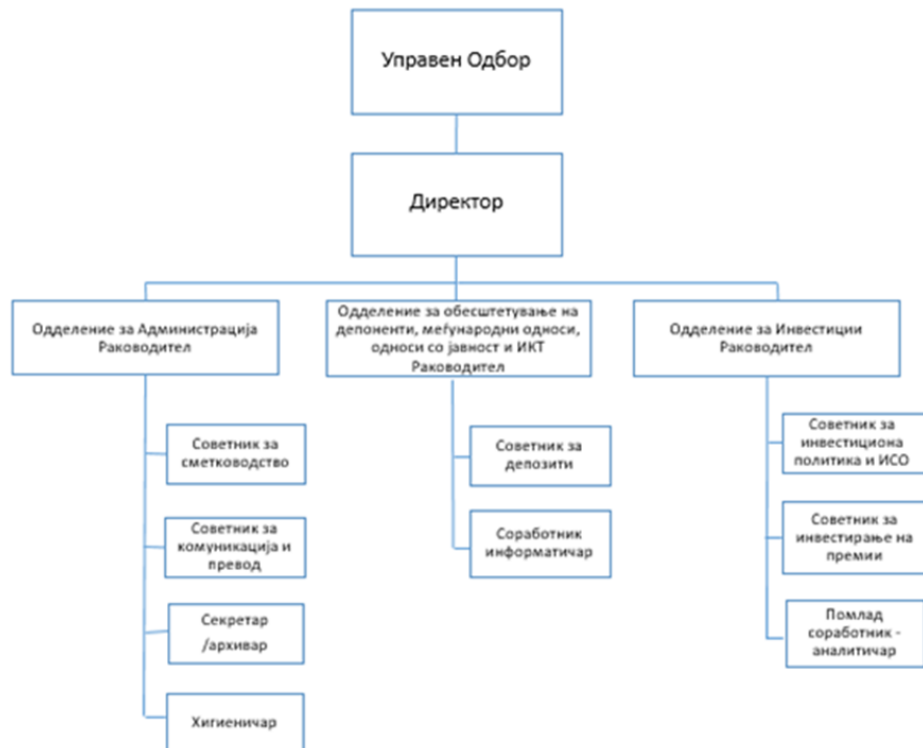 Управен Одбор
Директор
Одделение за Администрација
Раководител
Одделение за обесштетување на
депоненти, меѓународни односи,
односи со јавност и ИКТ
Раководител
Одделение за Инвестиции
Раководител
Советник за
сметководство
Советник за
комуникација и
превод
Секретар
/архивар
Хигиеничар
Советник за
депозити
Соработник
информатичар
Советник за
инвестициона
политика и ИСО
Советник за
инвестирање на
премии
Помлад
соработник -
аналитичар